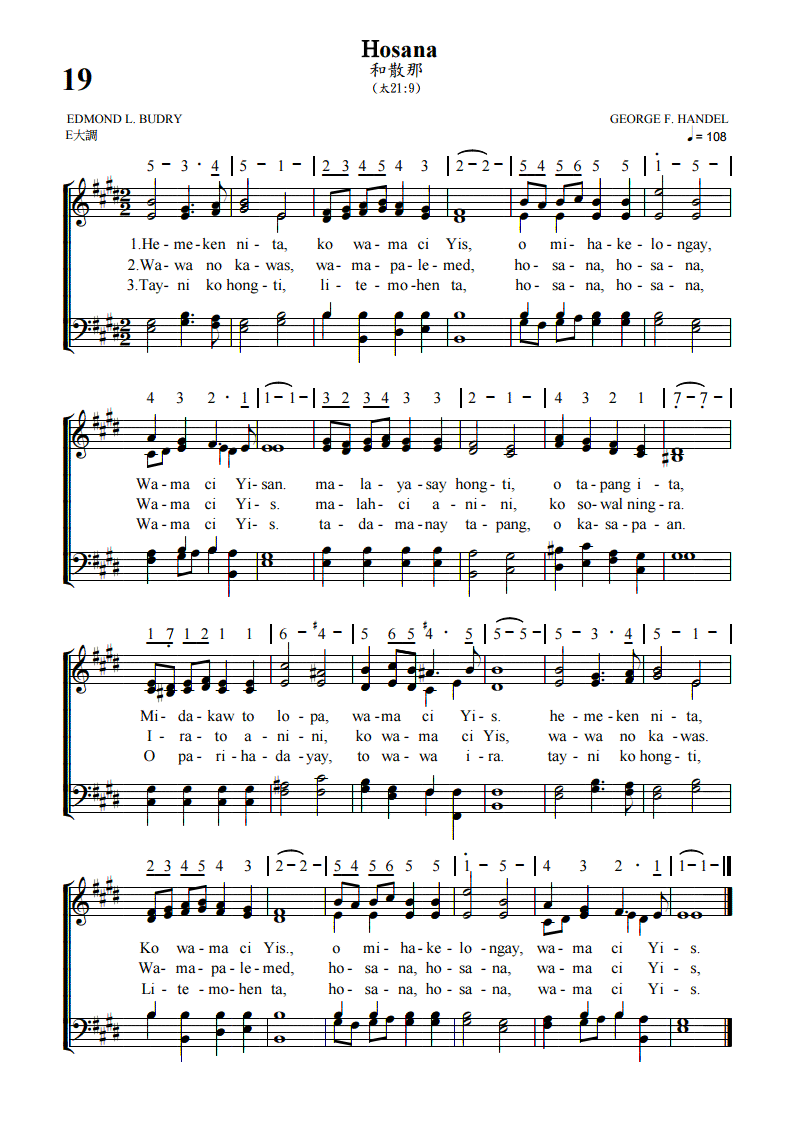 Hosana
19
和散那
(太21:9)
EDMOND L. BUDRY GEORGE F. HANDEL
E大調 ♩= 108
5 - 3 · 4 | 5 - 1 - | 2 3 4 5 4 3 | 2 - 2 - | 5 4 5 6 5 5 | 1 - 5 - |
1.He-me-ken ni-ta, ko wa-ma ci Yis, o mi-ha-ke-lo-ngay,
2.Wa-wa no ka-was, wa-ma-pa-le-med, ho-sa-na, ho-sa-na,
3.Tay-ni ko hong-ti, li-te-mo-hen ta, ho-sa-na, ho-sa-na,
4 3 2 · 1 | 1 - 1 - | 3 2 3 4 3 3 | 2 - 1 - | 4 3 2 1 | 7 - 7 - |
Wa-ma ci Yi-san. ma-la-ya-say hong-ti, o ta-pang i-ta,
Wa-ma ci Yi-s. ma-lah-ci a-ni-ni, ko so-wal ning-ra.
Wa-ma ci Yi-s. ta-da-ma-nay ta-pang, o ka-sa-pa-an.
1 7 1 2 1 1 | 6 - #4 - | 5 6 5 #4 · 5 | 5 - 5 - | 5 - 3 · 4 | 5 - 1 - |
Mi-da-kaw to lo-pa, wa-ma ci Yi-s. he-me-ken ni-ta,
I-ra-to a-ni-ni, ko wa-ma ci Yis, wa-wa no ka-was.
O pa-ri-ha-da-yay, to wa-wa i-ra. tay-ni ko hong-ti,
2 3 4 5 4 3 | 2 - 2 - | 5 4 5 6 5 5 | 1 - 5 - | 4 3 2 · 1 | 1 - 1 - ||
Ko wa-ma ci Yis., o mi-ha-ke-lo-ngay, wa-ma ci Yi-s.
Wa-ma-pa-le-med, ho-sa-na, ho-sa-na, wa-ma ci Yi-s,
Li-te-mo-hen ta, ho-sa-na, ho-sa-na, wa-ma ci Yi-s.